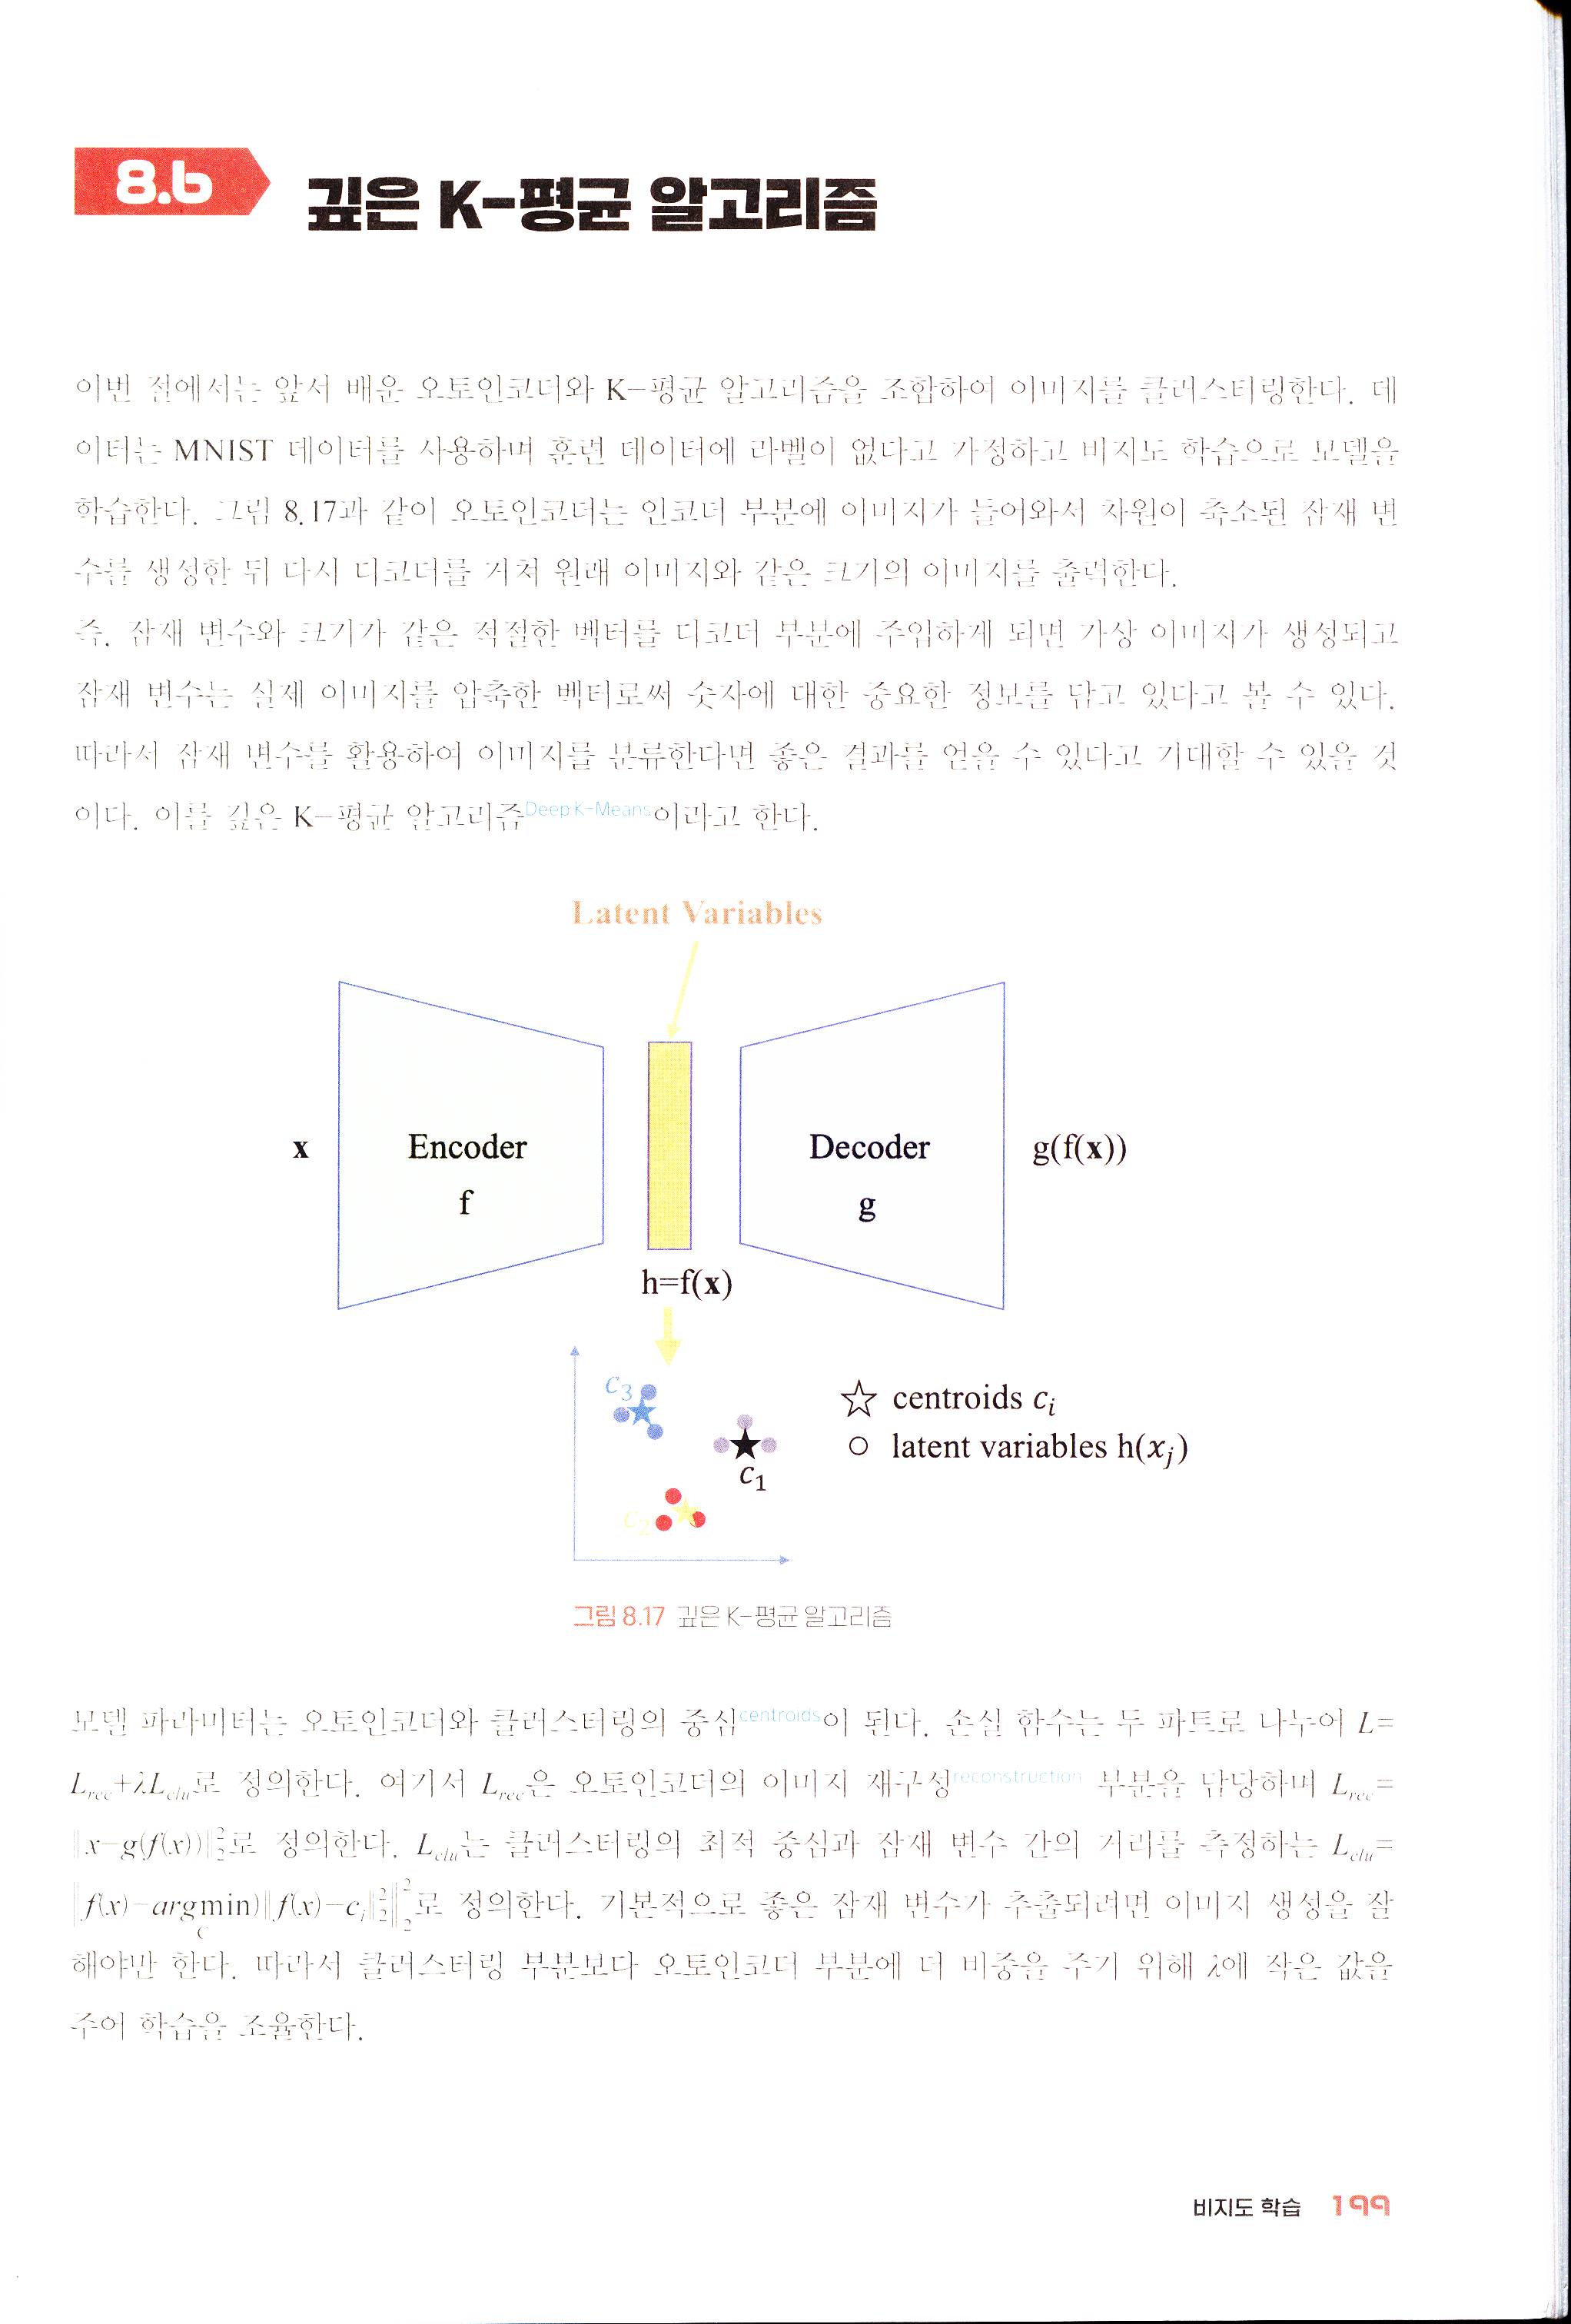 8.6 깊은 K-평균 알고리즘
이번 절에서는 앞서 배운 오토인코더와 K-평균 알고리즘을 조합하여 이미지를 클러스터링한다. 데
이터는 MNIST 데이터를 사용하며 훈련 데이터에 라벨이 없다고 가정하고 비지도 학습으로 모델을
학습한다. 그림 8.17과 같이 오토인코더는 인코더 부분에 이미지가 들어와서 차원이 축소된 잠재 변
수를 생성한 뒤 다시 디코더를 거쳐 원래 이미지와 같은 크기의 이미지를 출력한다.
즉, 잠재 변수와 크기가 같은 적절한 벡터를 디코더 부분에 주입하게 되면 가상 이미지가 생성되고
잠재 변수는 실제 이미지를 압축한 벡터로써 숫자에 대한 중요한 정보를 담고 있다고 볼 수 있다.
따라서 잠재 변수를 활용하여 이미지를 분류한다면 좋은 결과를 얻을 수 있다고 기대할 수 있을 것
이다. 이를 깊은 K-평균 알고리즘Deep K-Means이라고 한다.
Latent Variables
x
Encoder
f
Decoder
g
g(f(x))
h=f(x)
c3
c1
c2
☆ centroids ci
○ latent variables h(xj)
그림 8.17 깊은 K-평균 알고리즘
모델 파라미터는 오토인코더와 클러스터링의 중심centroids이 된다. 손실 함수는 두 파트로 나누어 L=
Lrec+λLclu로 정의한다. 여기서 Lrec은 오토인코더의 이미지 재구성reconstruction 부분을 담당하며 Lrec=
‖x-g(f(x))‖²₂로 정의한다. Lclu는 클러스터링의 최적 중심과 잠재 변수 간의 거리를 측정하는 Lclu=
‖f(x)-argmin)‖f(x)-ci‖²₂‖²₂로 정의한다. 기본적으로 좋은 잠재 변수가 추출되려면 이미지 생성을 잘
C
해야만 한다. 따라서 클러스터링 부분보다 오토인코더 부분에 더 비중을 주기 위해 λ에 작은 값을
주어 학습을 조율한다.
비지도 학습 199